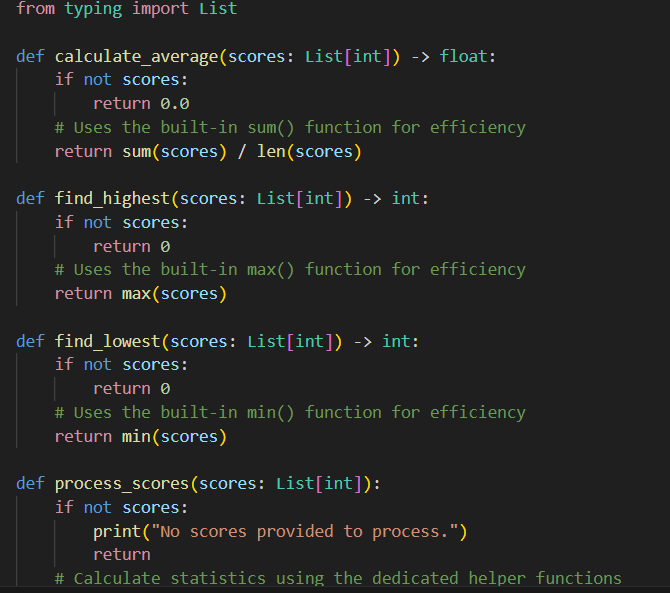 from typing import List
def calculate_average(scores: List[int]) -> float:
if not scores:
return 0.0
# Uses the built-in sum() function for efficiency
return sum(scores) / len(scores)
def find_highest(scores: List[int]) -> int:
if not scores:
return 0
# Uses the built-in max() function for efficiency
return max(scores)
def find_lowest(scores: List[int]) -> int:
if not scores:
return 0
# Uses the built-in min() function for efficiency
return min(scores)
def process_scores(scores: List[int]):
if not scores:
print("No scores provided to process.")
return
# Calculate statistics using the dedicated helper functions